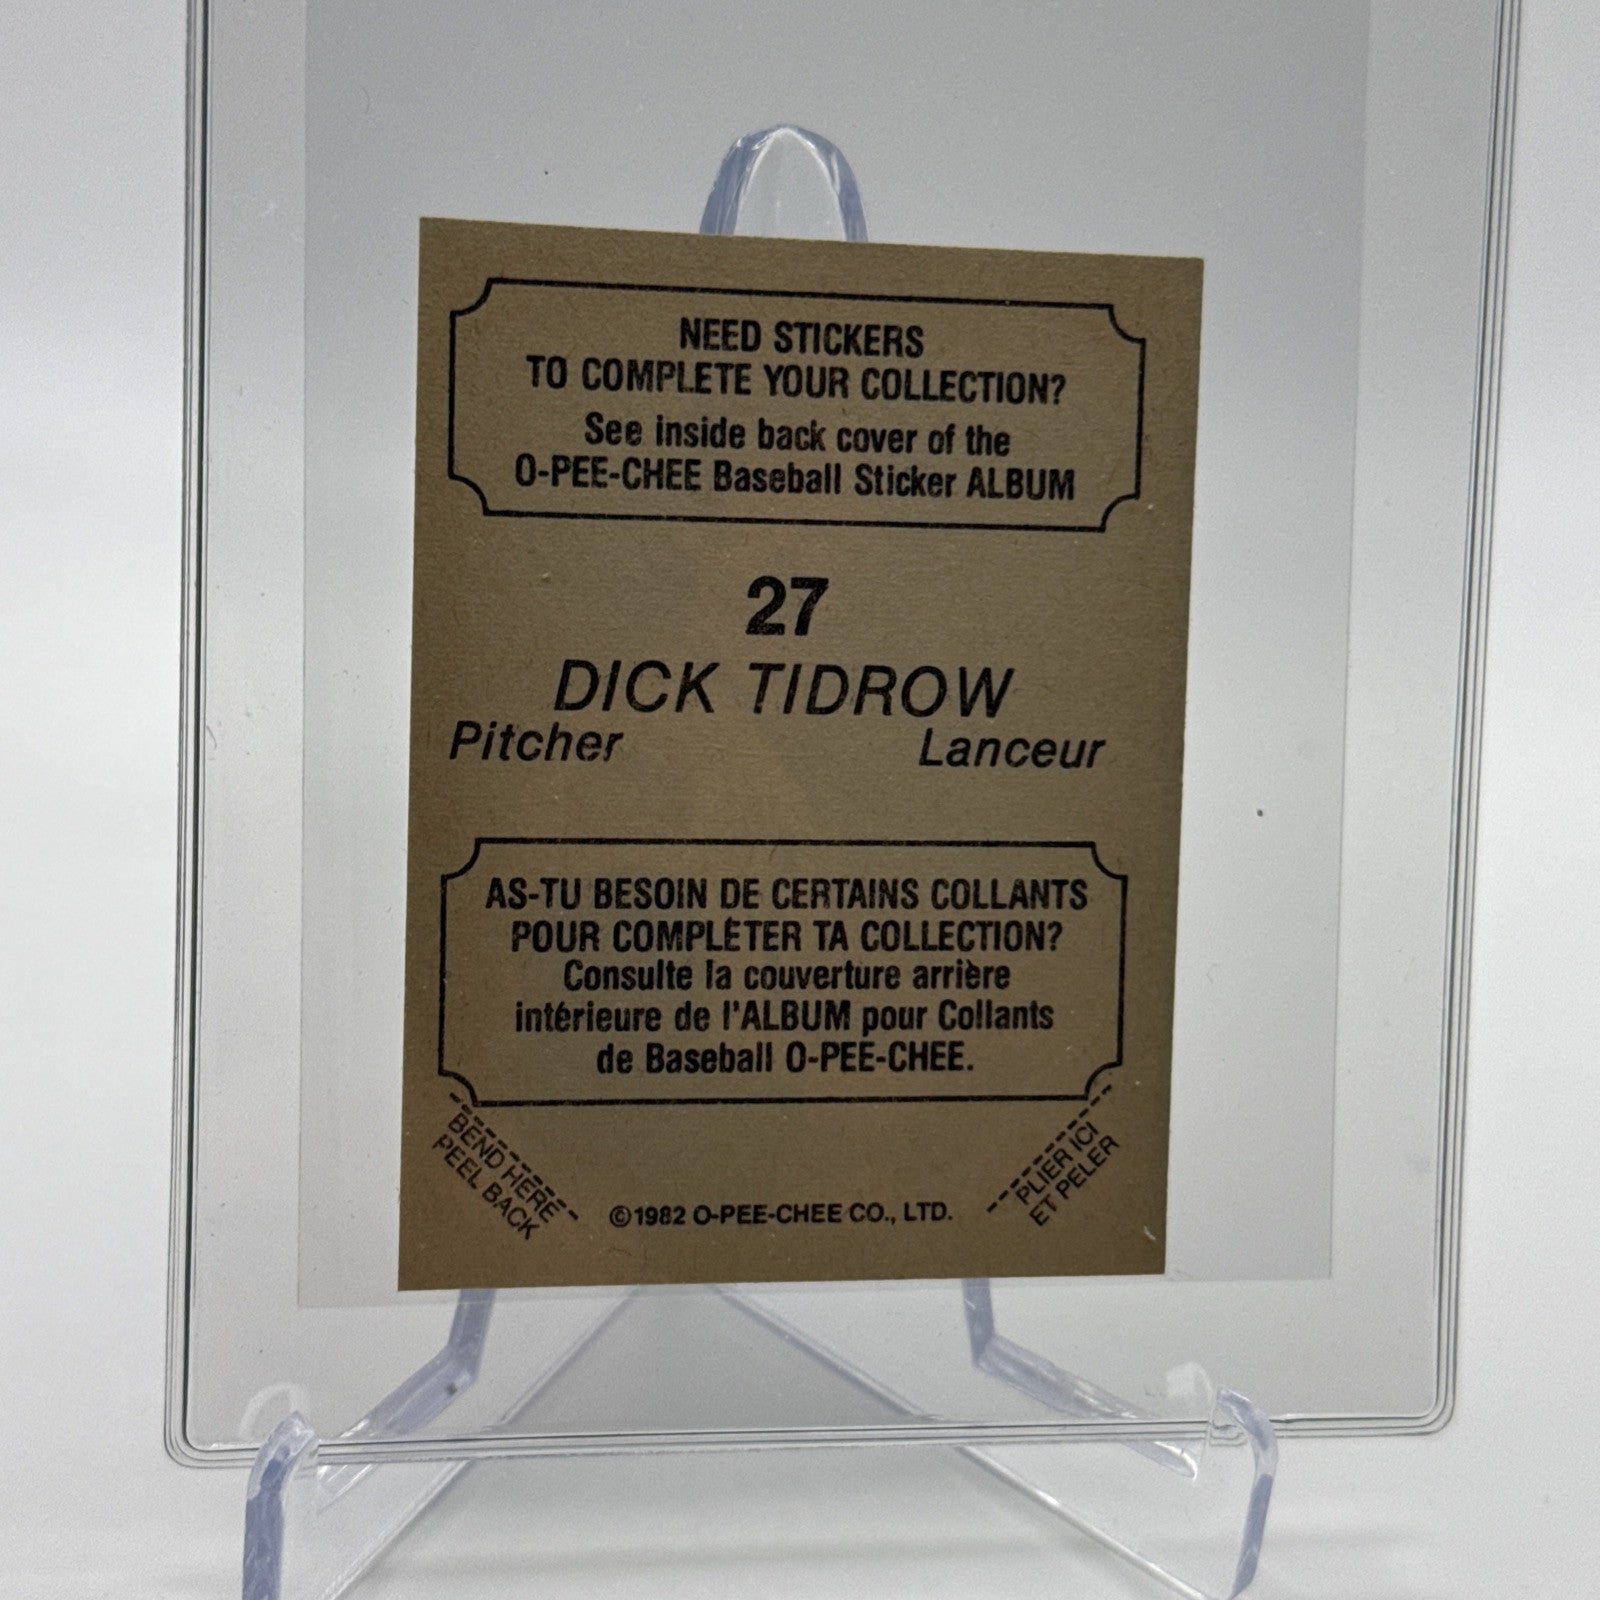 NEED STICKERS
TO COMPLETE YOUR COLLECTION?
See inside back cover of the
O-PEE-CHEE Baseball Sticker ALBUM
27
DICK TIDROW
Pitcher Lanceur
AS-TU BESOIN DE CERTAINS COLLANTS
POUR COMPLÉTER TA COLLECTION?
Consulte la couverture arrière
intérieure de l'ALBUM pour Collants
de Baseball O-PEE-CHEE.
BEND HERE
PEEL BACK
©1982 O-PEE-CHEE CO., LTD.
PLIER ICI
ET PELER